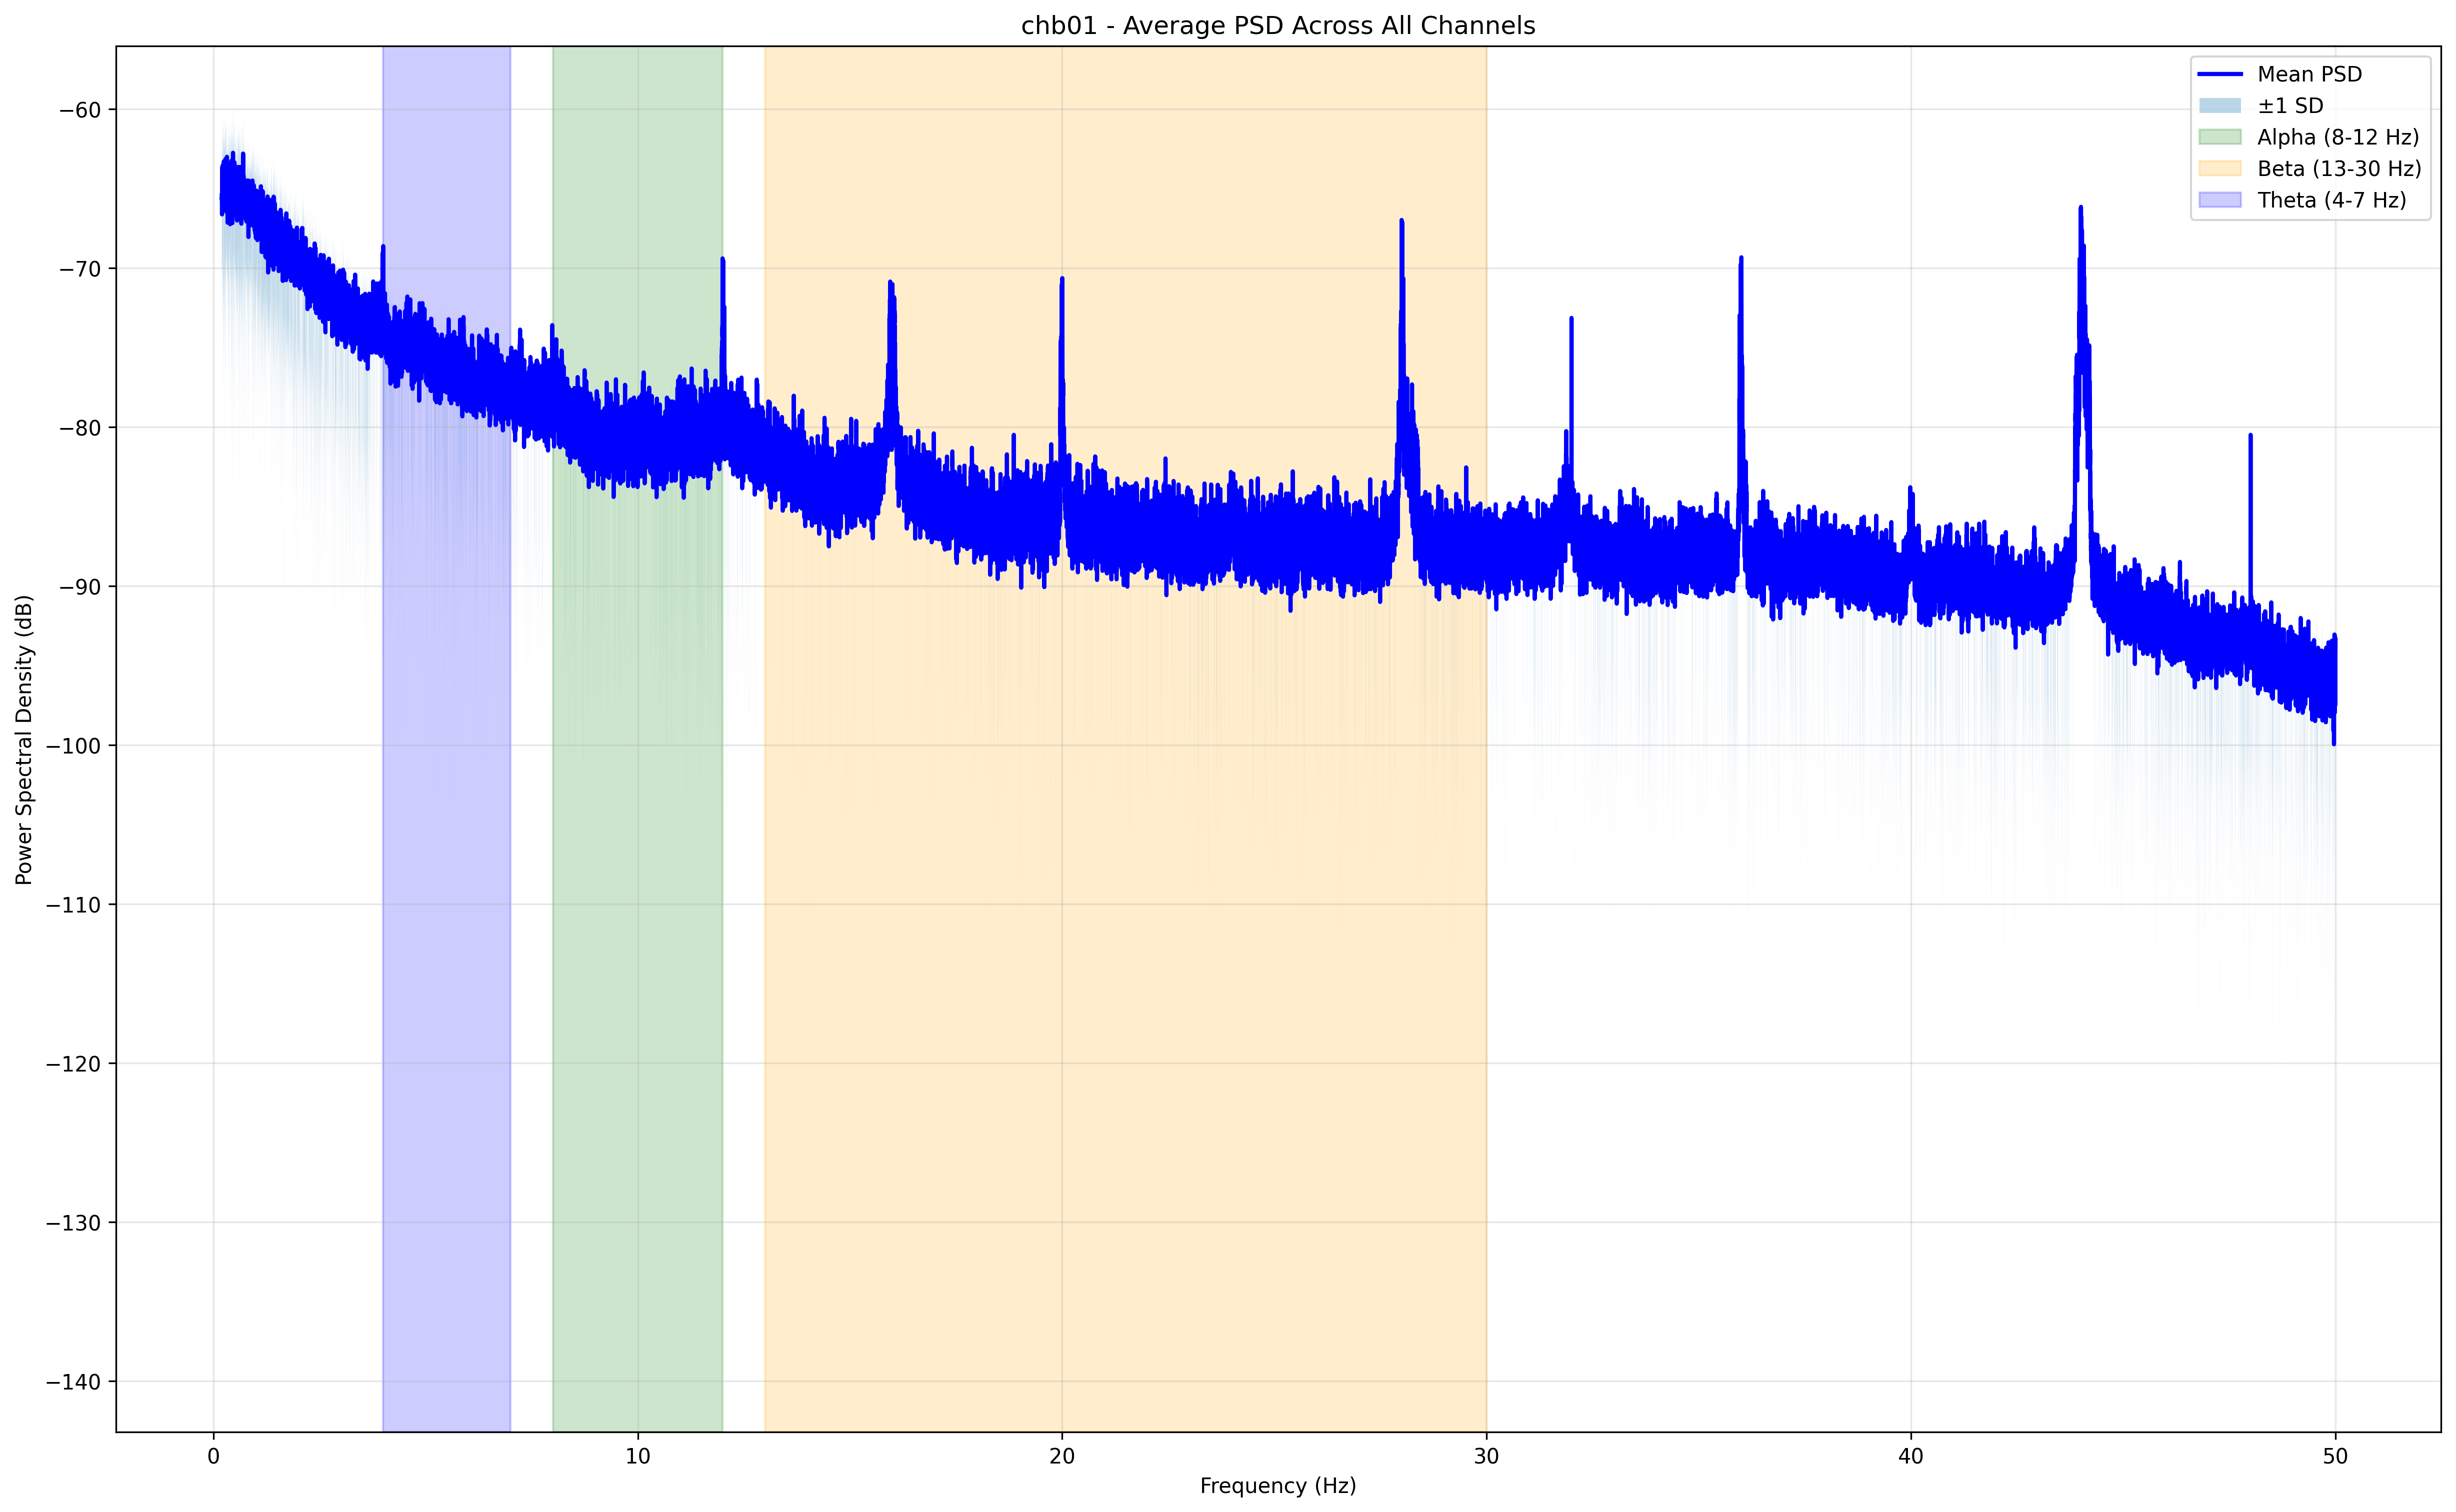 chb01 - Average PSD Across All Channels
Mean PSD
±1 SD
Alpha (8-12 Hz)
Beta (13-30 Hz)
Theta (4-7 Hz)
Power Spectral Density (dB)
−60
−70
−80
−90
−100
−110
−120
−130
−140
0 10 20 30 40 50
Frequency (Hz)